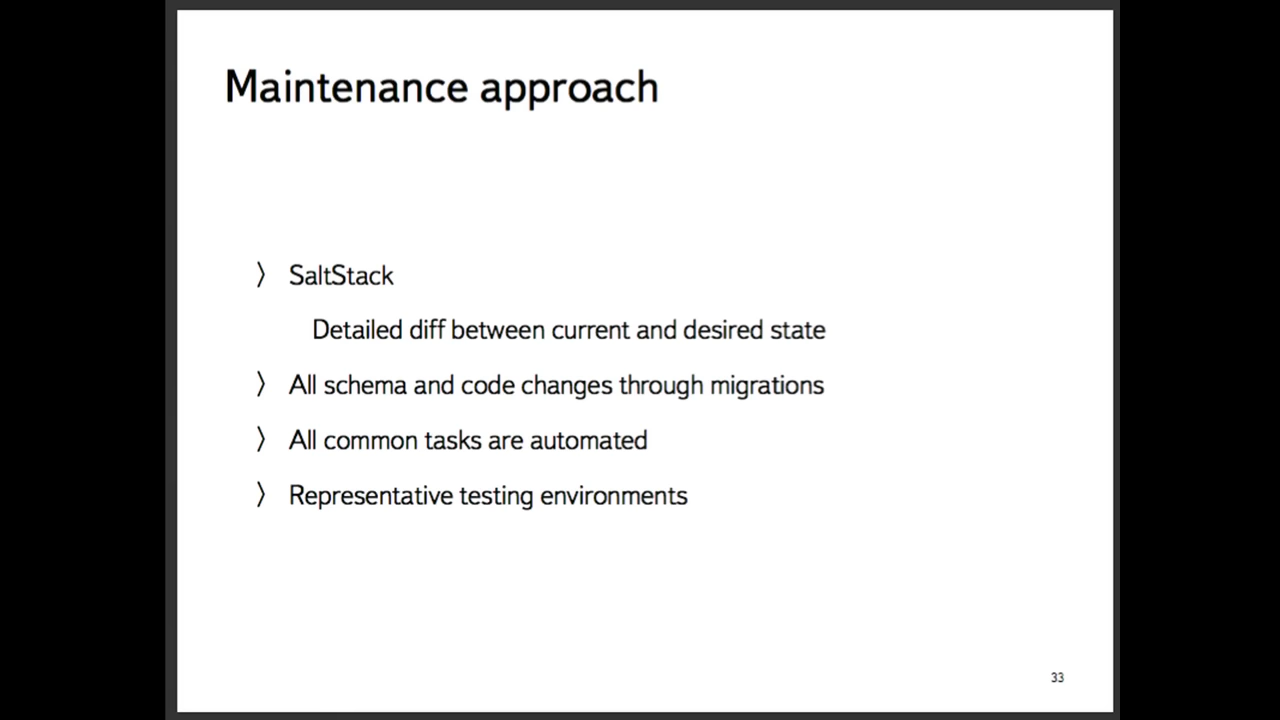 Maintenance approach
〉 SaltStack
Detailed diff between current and desired state
〉 All schema and code changes through migrations
〉 All common tasks are automated
〉 Representative testing environments
33